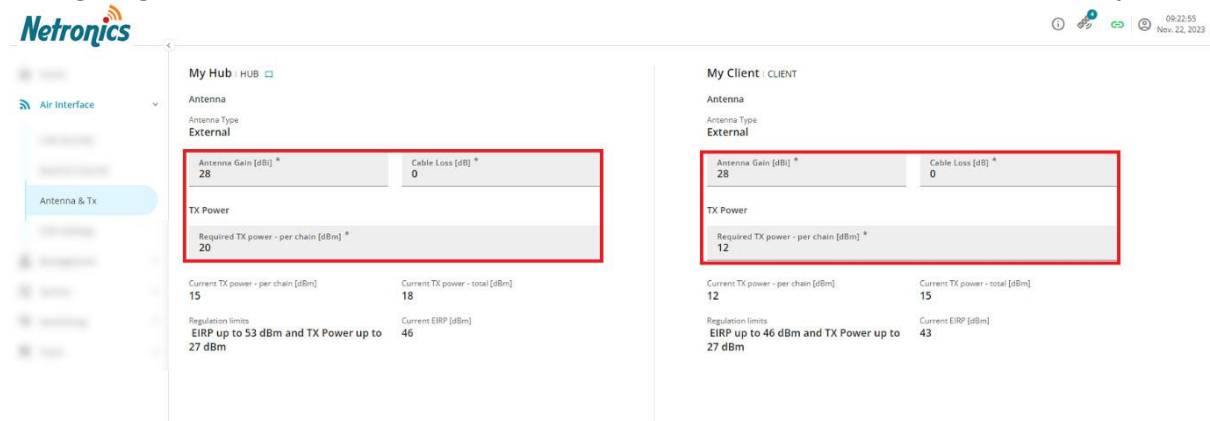 Netronics
4
09:22:55
Nov. 22, 2023
Air Interface
Antenna & Tx
My Hub | HUB
Antenna
Antenna Type
External
Antenna Gain [dBi] *
28
Cable Loss [dB] *
0
TX Power
Required TX power - per chain [dBm] *
20
Current TX power - per chain [dBm]
15
Current TX power - total [dBm]
18
Regulation limits
EIRP up to 53 dBm and TX Power up to
27 dBm
Current EIRP [dBm]
46
My Client | CLIENT
Antenna
Antenna Type
External
Antenna Gain [dBi] *
28
Cable Loss [dB] *
0
TX Power
Required TX power - per chain [dBm] *
12
Current TX power - per chain [dBm]
12
Current TX power - total [dBm]
15
Regulation limits
EIRP up to 46 dBm and TX Power up to
27 dBm
Current EIRP [dBm]
43